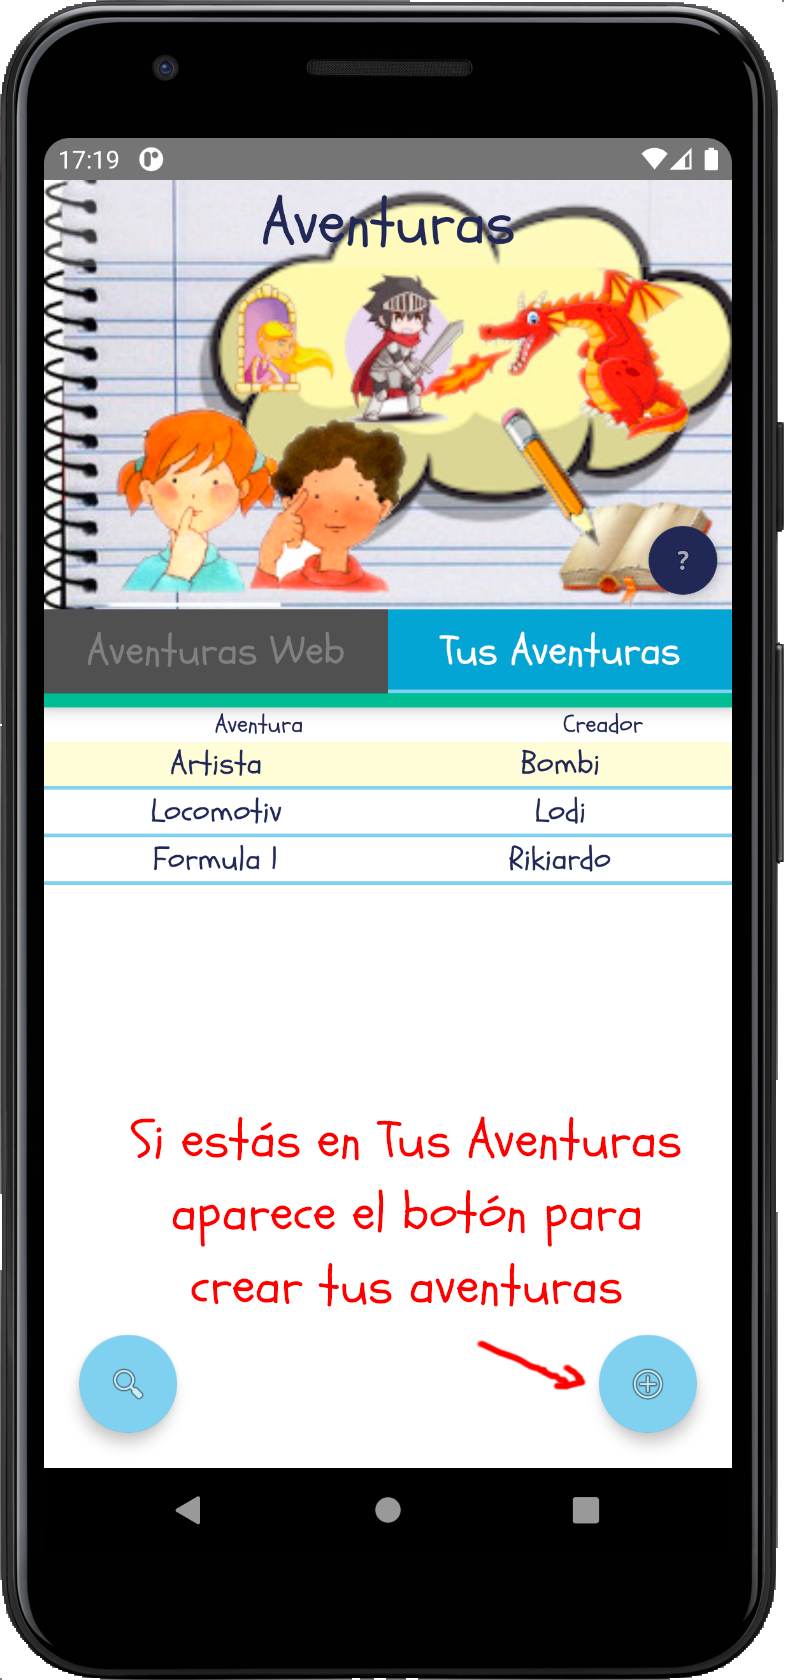 17:19
Aventuras
?
Aventuras Web
Tus Aventuras
Aventura Creador
Artista Bombi
Locomotiv Lodi
Formula 1 Rikiardo
Si estás en Tus Aventuras
aparece el botón para
crear tus aventuras